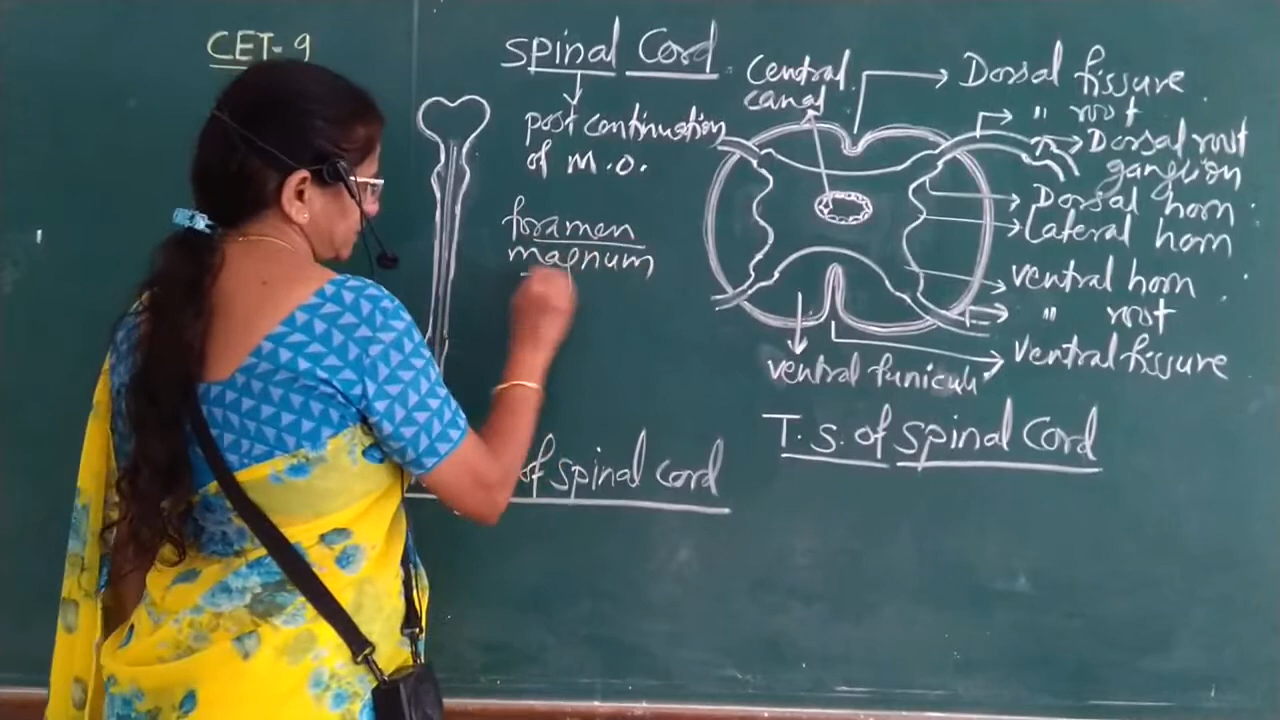 CET- 9
Spinal Cord
post continuation
of M.O.
foramen
magnum
of spinal cord
Central
canal
Dorsal fissure
" root
Dorsal root
ganglion
Dorsal horn
Lateral horn
ventral horn
" root
ventral fissure
ventral funiculi
T.S. of spinal Cord